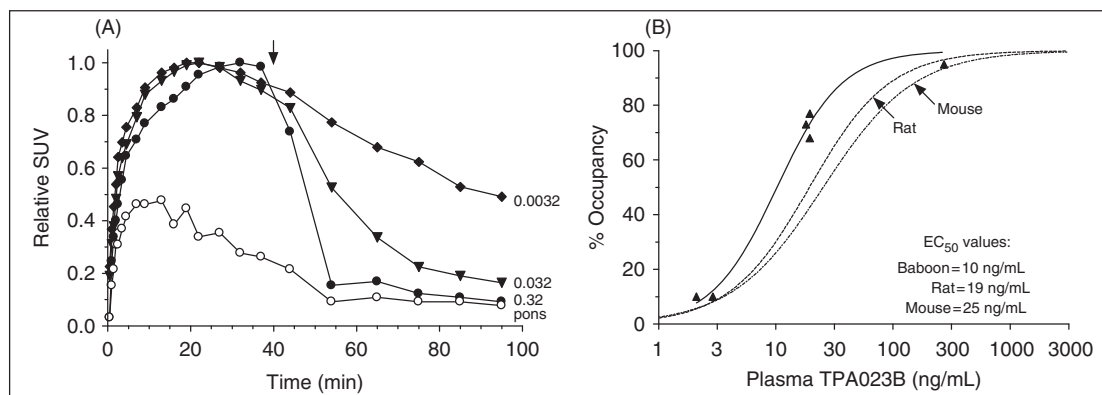 (A)
1.0
0.8
0.6
0.4
0.2
0.0
Relative SUV
0.0032
0.032
0.32
pons
0 20 40 60 80 100
Time (min)
(B)
100
80
60
40
20
0
% Occupancy
Mouse
Rat
EC50 values:
Baboon=10 ng/mL
Rat=19 ng/mL
Mouse=25 ng/mL
1 3 10 30 100 300 1000 3000
Plasma TPA023B (ng/mL)